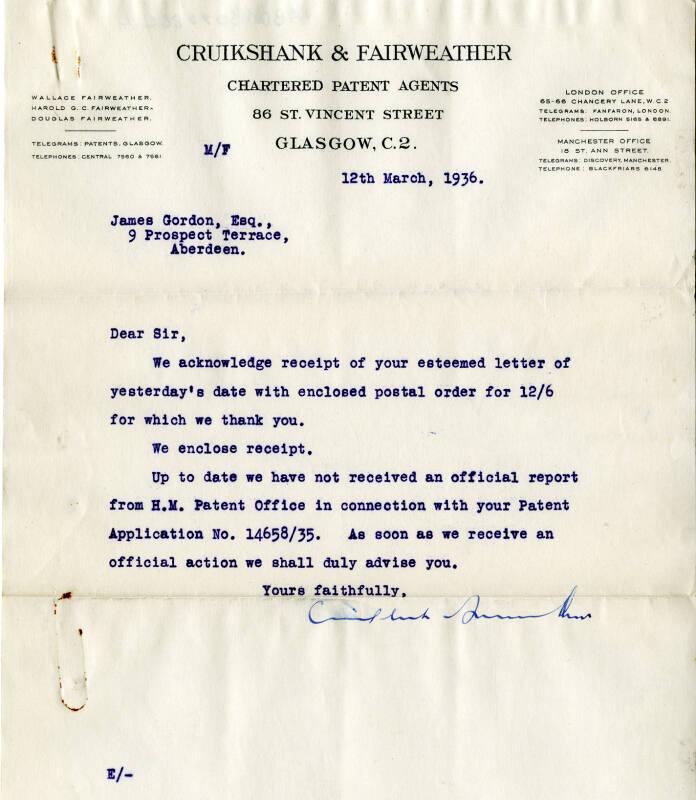 CRUIKSHANK & FAIRWEATHER
CHARTERED PATENT AGENTS
86 ST. VINCENT STREET
GLASGOW, C.2.
WALLACE FAIRWEATHER.
HAROLD G. C. FAIRWEATHER.
DOUGLAS FAIRWEATHER.
TELEGRAMS: PATENTS, GLASGOW.
TELEPHONES: CENTRAL 7560 & 7561
LONDON OFFICE
65-66 CHANCERY LANE, W.C.2
TELEGRAMS: FANFARON, LONDON.
TELEPHONES: HOLBORN 5165 & 6891.
MANCHESTER OFFICE
18 ST. ANN STREET.
TELEGRAMS: DISCOVERY, MANCHESTER.
TELEPHONE: BLACKFRIARS 6148
M/F
12th March, 1936.
James Gordon, Esq.,
9 Prospect Terrace,
Aberdeen.
Dear Sir,
We acknowledge receipt of your esteemed letter of
yesterday's date with enclosed postal order for 12/6
for which we thank you.
We enclose receipt.
Up to date we have not received an official report
from H.M. Patent Office in connection with your Patent
Application No. 14658/35. As soon as we receive an
official action we shall duly advise you.
Yours faithfully,
E/-